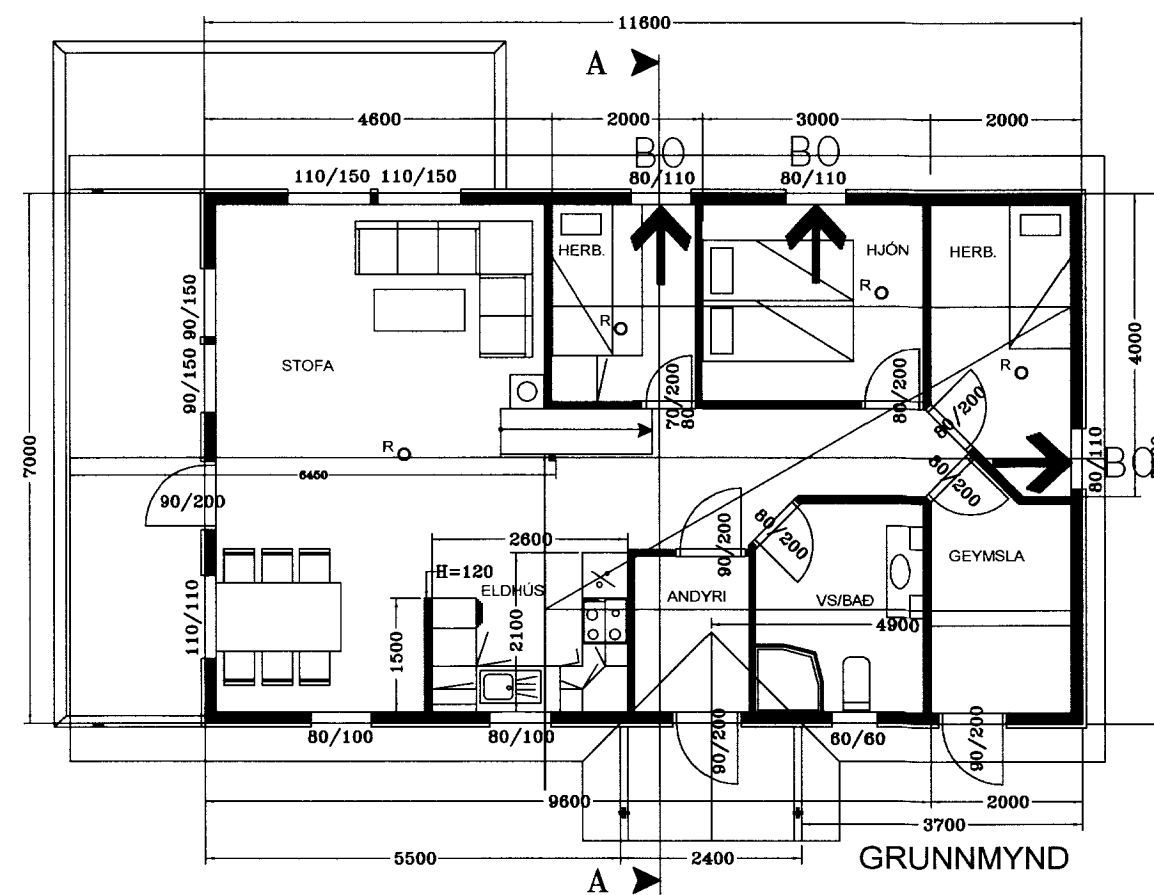 11600
A
4600 2000 3000 2000
BO BO
110/150 110/150 80/110 80/110
HERB. HJÓN HERB.
R
R
90/150
4000
90/150
STOFA
R
70/200
80
80/200
80/200
R
7000
6450
90/200
80/200
80/110
BO
2600
90/200
80/200
H=120
ELDHÚS
2100
ANDYRI
VS/BAÐ
GEYMSLA
110/110
1500
4900
80/100 80/100
90/200
60/60
90/200
9600 2000
3700
5500 2400
GRUNNMYND
A